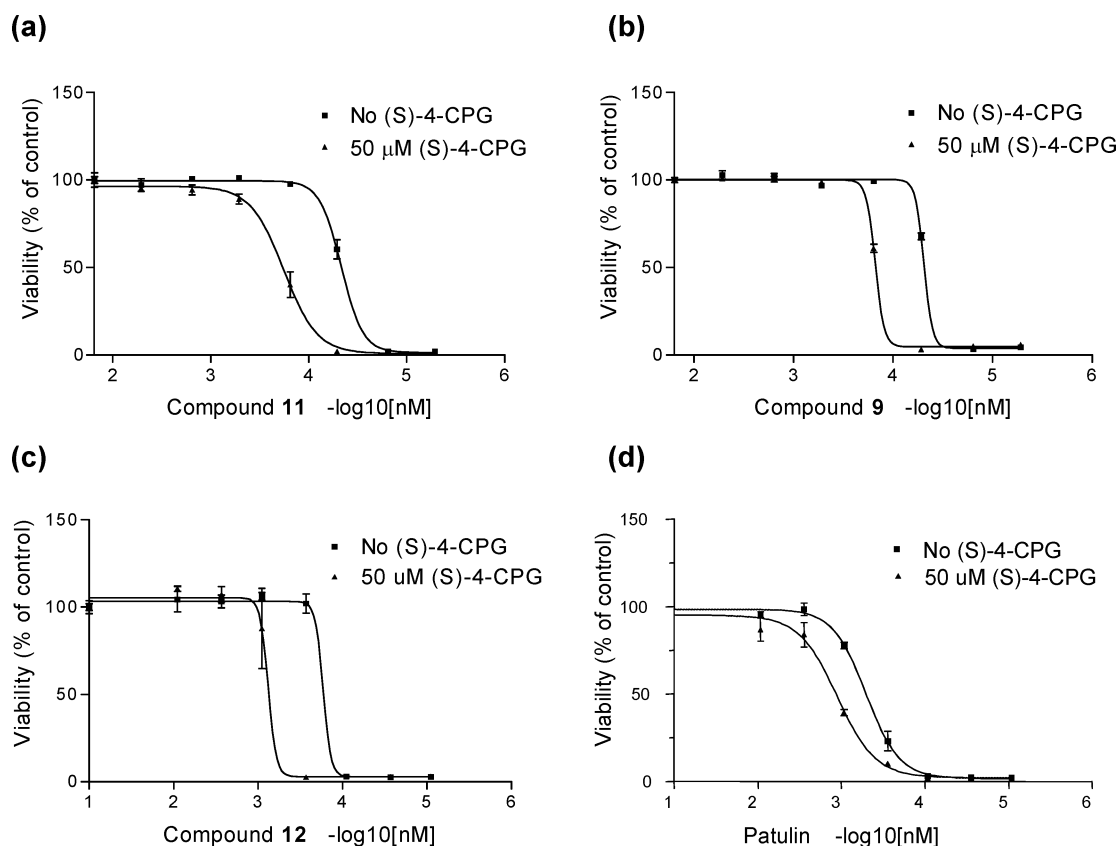 (a)
150
100
50
0
Viability (% of control)
No (S)-4-CPG
50 μM (S)-4-CPG
2 3 4 5 6
Compound 11 -log10[nM]
(b)
150
100
50
0
Viability (% of control)
No (S)-4-CPG
50 μM (S)-4-CPG
2 3 4 5 6
Compound 9 -log10[nM]
(c)
150
100
50
0
Viability (% of control)
No (S)-4-CPG
50 uM (S)-4-CPG
1 2 3 4 5 6
Compound 12 -log10[nM]
(d)
150
100
50
0
Viability (% of control)
No (S)-4-CPG
50 uM (S)-4-CPG
1 2 3 4 5 6
Patulin -log10[nM]